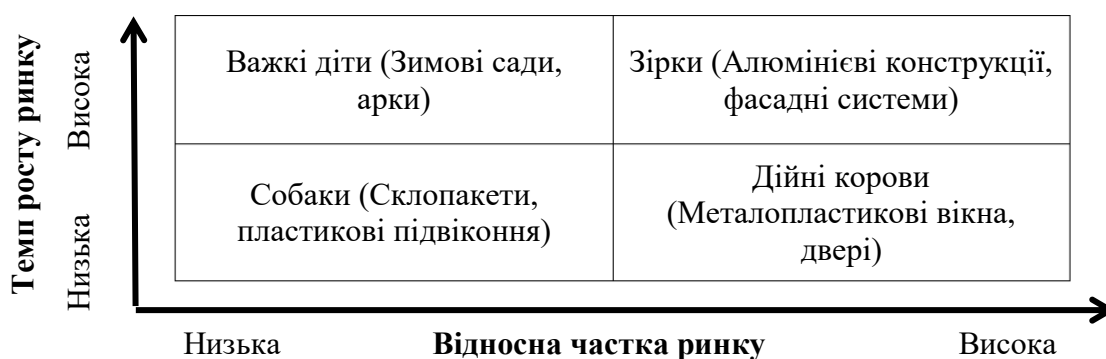 Темп росту ринку
Висока
Низька
Важкі діти (Зимові сади,
арки)
Зірки (Алюмінієві конструкції,
фасадні системи)
Собаки (Склопакети,
пластикові підвіконня)
Дійні корови
(Металопластикові вікна,
двері)
Низька
Відносна частка ринку
Висока